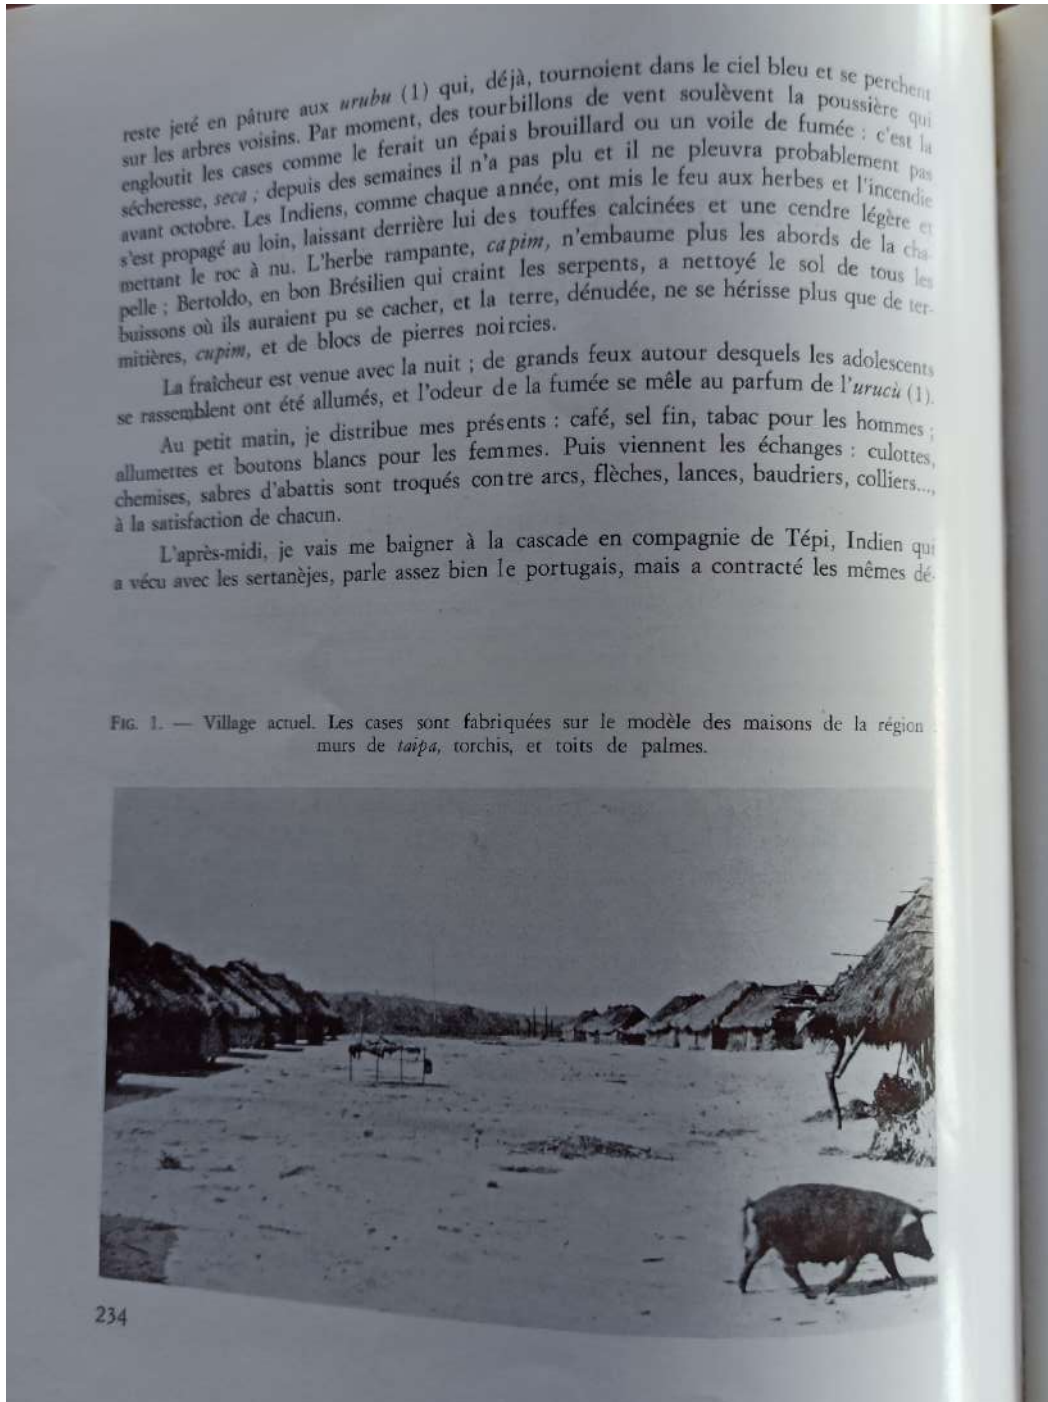 reste jeté en pâture aux urubu (1) qui, déjà, tournoient dans le ciel bleu et se perchent
sur les arbres voisins. Par moment, des tourbillons de vent soulèvent la poussière qui
engloutit les cases comme le ferait un épais brouillard ou un voile de fumée : c'est la
sécheresse, seca ; depuis des semaines il n'a pas plu et il ne pleuvra probablement pas
avant octobre. Les Indiens, comme chaque année, ont mis le feu aux herbes et l'incendie
s'est propagé au loin, laissant derrière lui des touffes calcinées et une cendre légère et
mettant le roc à nu. L'herbe rampante, capim, n'embaume plus les abords de la cha-
pelle ; Bertoldo, en bon Brésilien qui craint les serpents, a nettoyé le sol de tous les
buissons où ils auraient pu se cacher, et la terre, dénudée, ne se hérisse plus que de ter-
mitières, cupim, et de blocs de pierres noircies.
La fraîcheur est venue avec la nuit ; de grands feux autour desquels les adolescents
se rassemblent ont été allumés, et l'odeur de la fumée se mêle au parfum de l'urucù (1).
Au petit matin, je distribue mes présents : café, sel fin, tabac pour les hommes ;
allumettes et boutons blancs pour les femmes. Puis viennent les échanges : culottes,
chemises, sabres d'abattis sont troqués contre arcs, flèches, lances, baudriers, colliers...,
à la satisfaction de chacun.
L'après-midi, je vais me baigner à la cascade en compagnie de Tépi, Indien qui
a vécu avec les sertanèjes, parle assez bien le portugais, mais a contracté les mêmes dé-
FIG. 1. — Village actuel. Les cases sont fabriquées sur le modèle des maisons de la région :
murs de taipa, torchis, et toits de palmes.
234